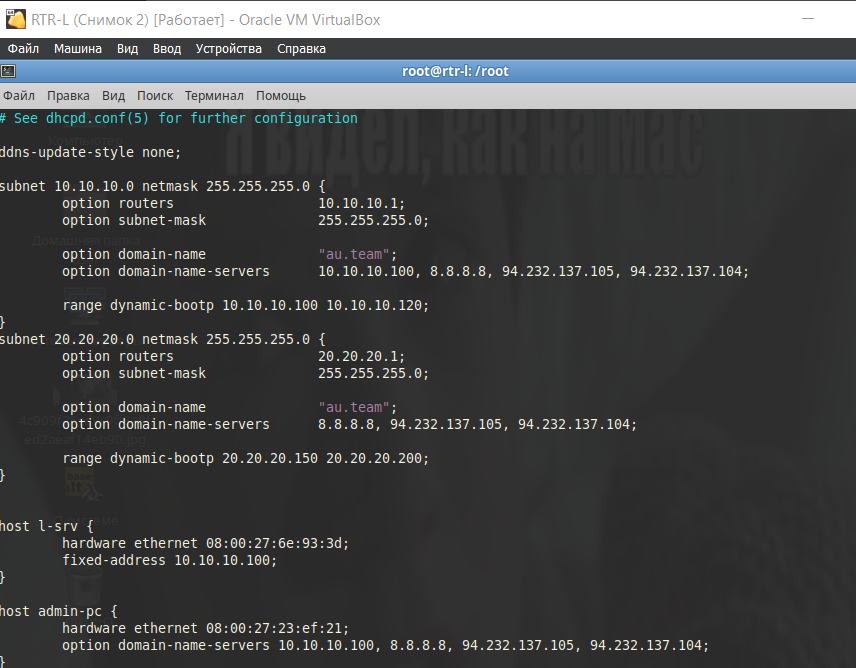 RTR-L (Снимок 2) [Работает] - Oracle VM VirtualBox
Файл Машина Вид Ввод Устройства Справка
root@rtr-l: /root
Файл Правка Вид Поиск Терминал Помощь
# See dhcpd.conf(5) for further configuration
ddns-update-style none;
subnet 10.10.10.0 netmask 255.255.255.0 {
option routers 10.10.10.1;
option subnet-mask 255.255.255.0;
option domain-name "au.team";
option domain-name-servers 10.10.10.100, 8.8.8.8, 94.232.137.105, 94.232.137.104;
range dynamic-bootp 10.10.10.100 10.10.10.120;
}
subnet 20.20.20.0 netmask 255.255.255.0 {
option routers 20.20.20.1;
option subnet-mask 255.255.255.0;
option domain-name "au.team";
option domain-name-servers 8.8.8.8, 94.232.137.105, 94.232.137.104;
range dynamic-bootp 20.20.20.150 20.20.20.200;
}
host l-srv {
hardware ethernet 08:00:27:6e:93:3d;
fixed-address 10.10.10.100;
}
host admin-pc {
hardware ethernet 08:00:27:23:ef:21;
option domain-name-servers 10.10.10.100, 8.8.8.8, 94.232.137.105, 94.232.137.104;
}
я видел, как на мас
Компьютер
Домашняя папка